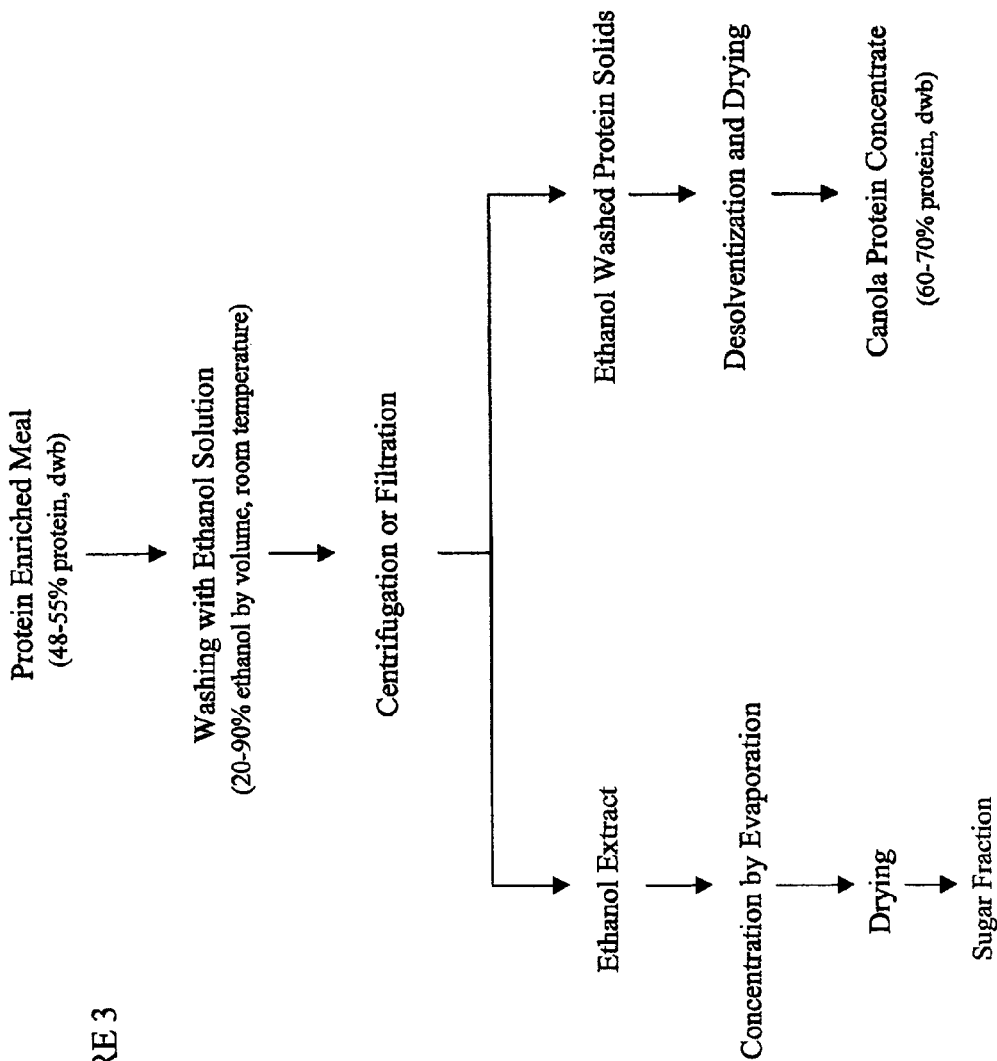 RE 3
Protein Enriched Meal
(48-55% protein, dwb)
Washing with Ethanol Solution
(20-90% ethanol by volume, room temperature)
Centrifugation or Filtration
Ethanol Extract
Concentration by Evaporation
Drying
Sugar Fraction
Ethanol Washed Protein Solids
Desolventization and Drying
Canola Protein Concentrate
(60-70% protein, dwb)